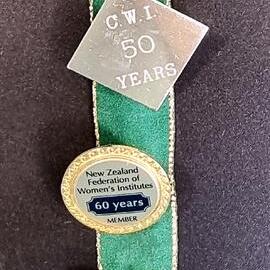 C.W.I.
50
YEARS
New Zealand
Federation of
Women's Institutes
60 years
MEMBER